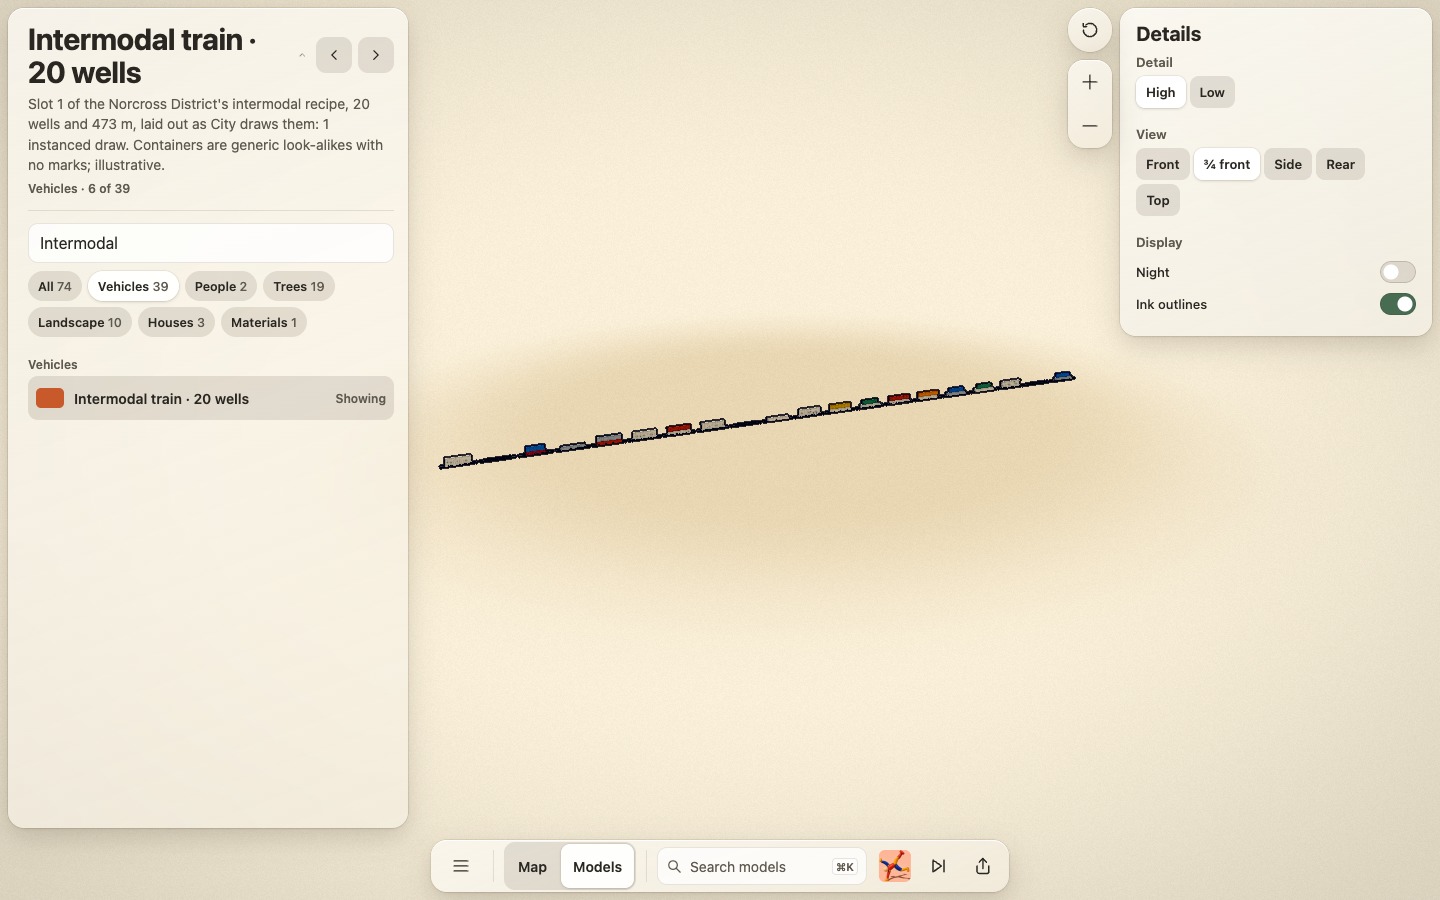 Intermodal train ·
20 wells
Slot 1 of the Norcross District's intermodal recipe, 20
wells and 473 m, laid out as City draws them: 1
instanced draw. Containers are generic look-alikes with
no marks; illustrative.
Vehicles · 6 of 39
Intermodal
All 74
Vehicles 39
People 2
Trees 19
Landscape 10
Houses 3
Materials 1
Vehicles
Intermodal train · 20 wells
Showing
Details
Detail
High
Low
View
Front
¾ front
Side
Rear
Top
Display
Night
Ink outlines
Map
Models
Search models
⌘K